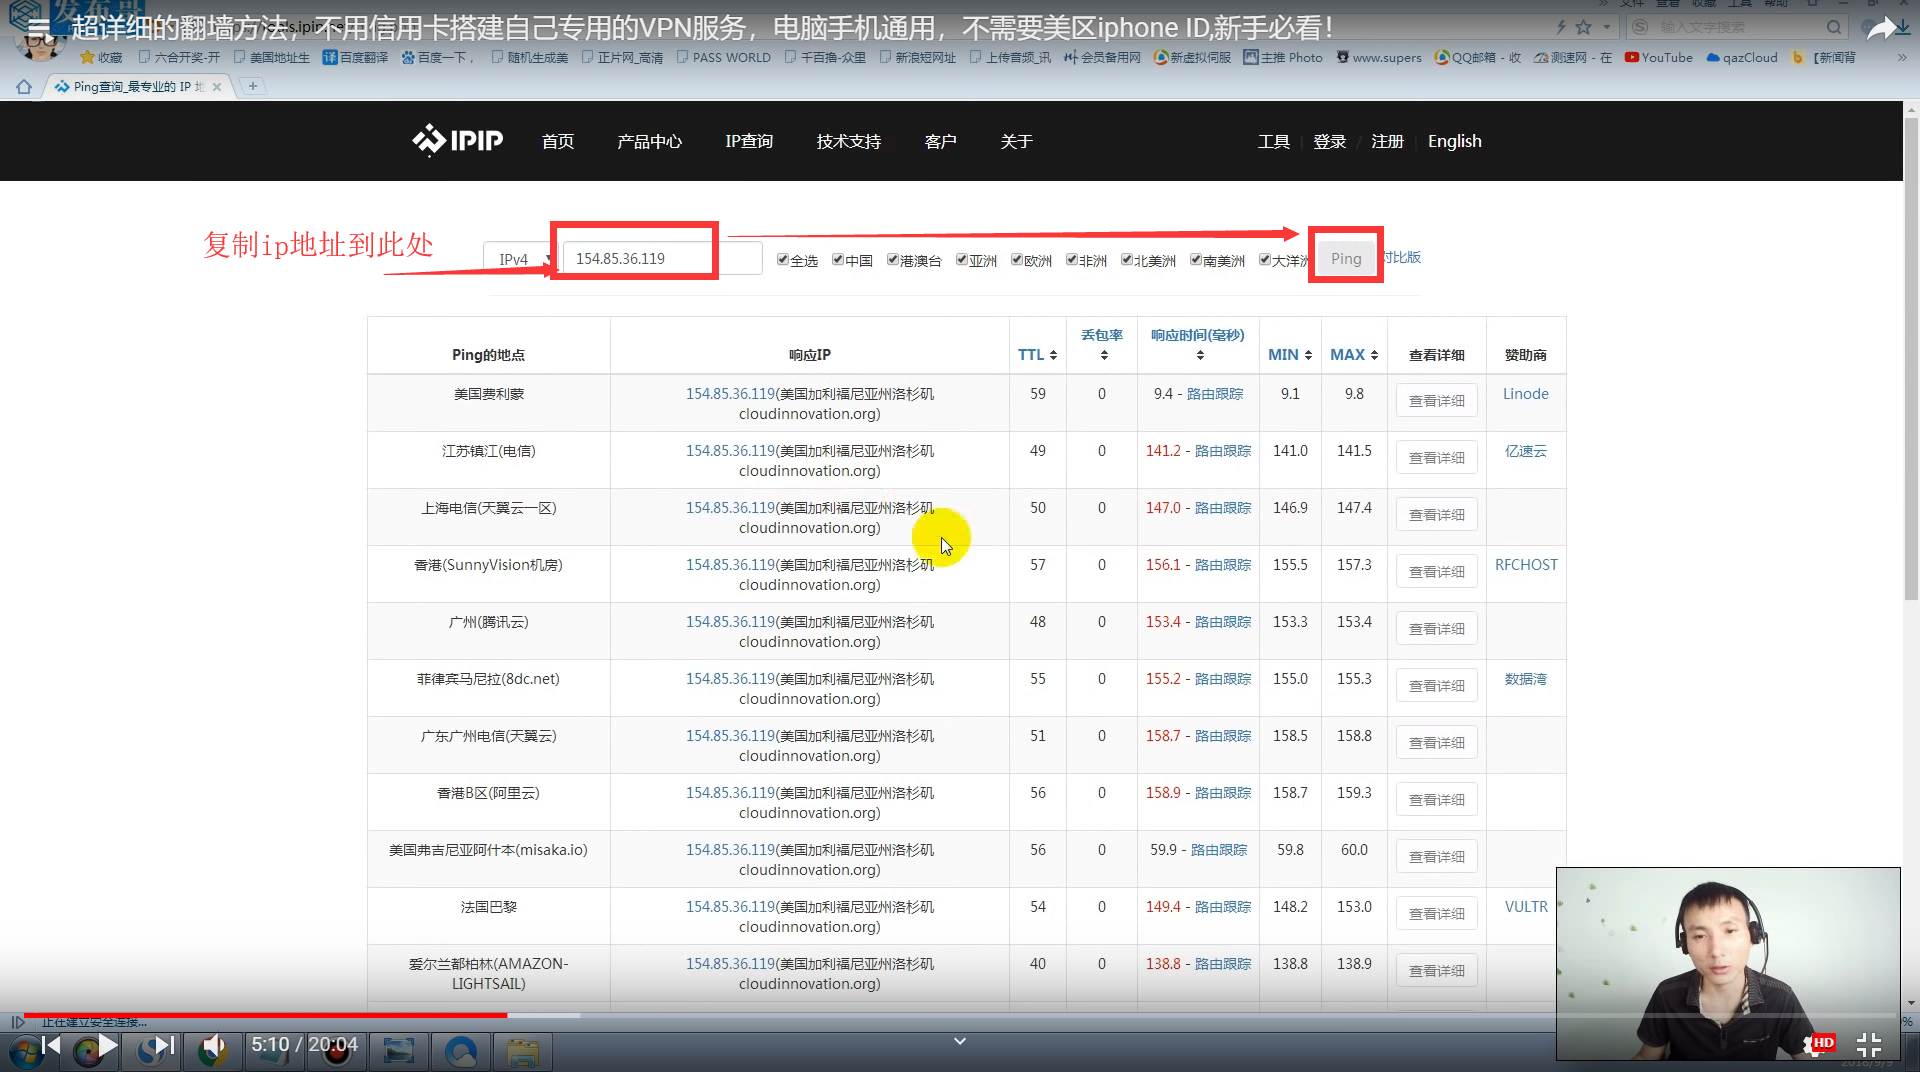 超详细的翻墙方法，不用信用卡搭建自己专用的VPN服务，电脑手机通用，不需要美区iphone ID,新手必看！
输入文字搜索
收藏 六合开奖-开 美国地址生 百度翻译 百度一下， 随机生成美 正片网_高清 PASS WORLD 千百撸-众里 新浪短网址 上传音频_讯 会员备用网 新虚拟伺服 主推 Photo www.supers QQ邮箱 - 收 测速网 - 在 YouTube qazCloud 【新闻背
Ping查询_最专业的 IP 地
IPIP 首页 产品中心 IP查询 技术支持 客户 关于 工具 登录 / 注册 English
复制ip地址到此处
IPv4 154.85.36.119 全选 中国 港澳台 亚洲 欧洲 非洲 北美洲 南美洲 大洋洲 Ping 对比版
Ping的地点 响应IP TTL 丢包率 响应时间(毫秒) MIN MAX 查看详细 赞助商
美国费利蒙 154.85.36.119(美国加利福尼亚州洛杉矶 59 0 9.4 - 路由跟踪 9.1 9.8 查看详细 Linode
cloudinnovation.org)
江苏镇江(电信) 154.85.36.119(美国加利福尼亚州洛杉矶 49 0 141.2 - 路由跟踪 141.0 141.5 查看详细 亿速云
cloudinnovation.org)
上海电信(天翼云一区) 154.85.36.119(美国加利福尼亚州洛杉矶 50 0 147.0 - 路由跟踪 146.9 147.4 查看详细
cloudinnovation.org)
香港(SunnyVision机房) 154.85.36.119(美国加利福尼亚州洛杉矶 57 0 156.1 - 路由跟踪 155.5 157.3 查看详细 RFCHOST
cloudinnovation.org)
广州(腾讯云) 154.85.36.119(美国加利福尼亚州洛杉矶 48 0 153.4 - 路由跟踪 153.3 153.4 查看详细
cloudinnovation.org)
菲律宾马尼拉(8dc.net) 154.85.36.119(美国加利福尼亚州洛杉矶 55 0 155.2 - 路由跟踪 155.0 155.3 查看详细 数据湾
cloudinnovation.org)
广东广州电信(天翼云) 154.85.36.119(美国加利福尼亚州洛杉矶 51 0 158.7 - 路由跟踪 158.5 158.8 查看详细
cloudinnovation.org)
香港B区(阿里云) 154.85.36.119(美国加利福尼亚州洛杉矶 56 0 158.9 - 路由跟踪 158.7 159.3 查看详细
cloudinnovation.org)
美国弗吉尼亚阿什本(misaka.io) 154.85.36.119(美国加利福尼亚州洛杉矶 56 0 59.9 - 路由跟踪 59.8 60.0 查看详细
cloudinnovation.org)
法国巴黎 154.85.36.119(美国加利福尼亚州洛杉矶 54 0 149.4 - 路由跟踪 148.2 153.0 查看详细 VULTR
cloudinnovation.org)
爱尔兰都柏林(AMAZON- 154.85.36.119(美国加利福尼亚州洛杉矶 40 0 138.8 - 路由跟踪 138.8 138.9 查看详细
LIGHTSAIL) cloudinnovation.org)
正在建立安全连接...
5:10 / 20:04 HD